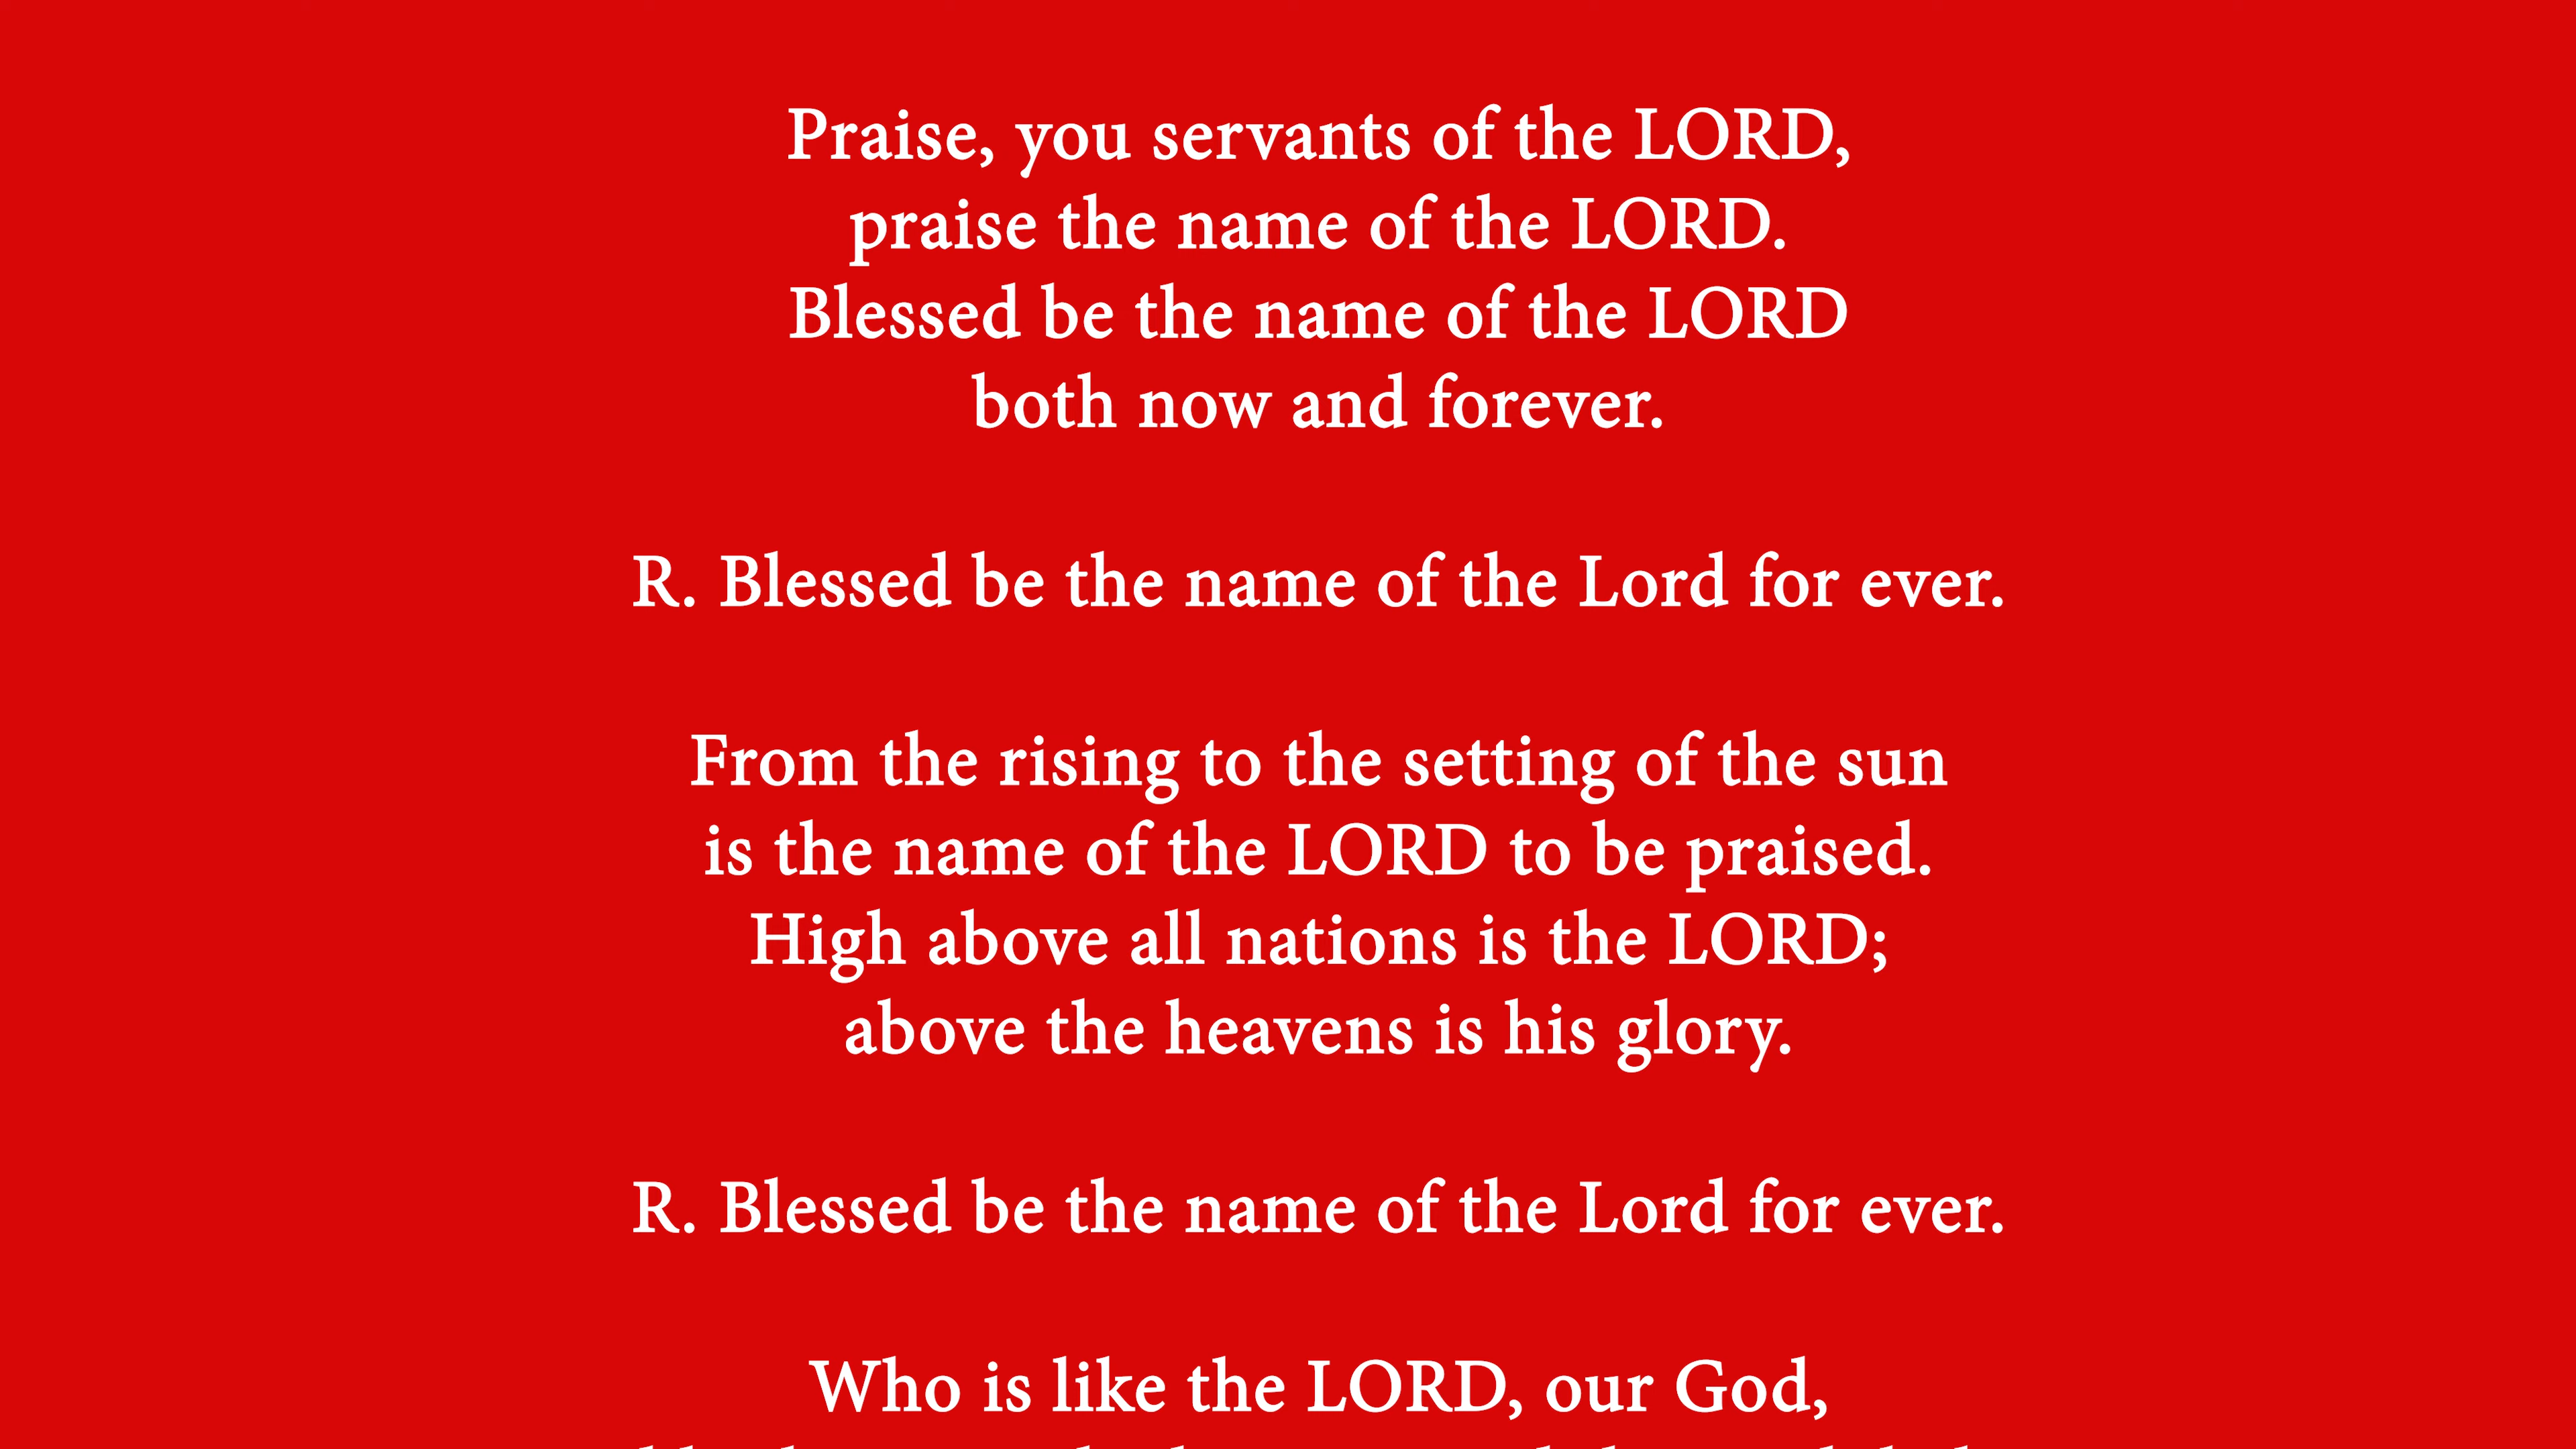 Praise, you servants of the LORD,
praise the name of the LORD.
Blessed be the name of the LORD
both now and forever.
R. Blessed be the name of the Lord for ever.
From the rising to the setting of the sun
is the name of the LORD to be praised.
High above all nations is the LORD;
above the heavens is his glory.
R. Blessed be the name of the Lord for ever.
Who is like the LORD, our God,